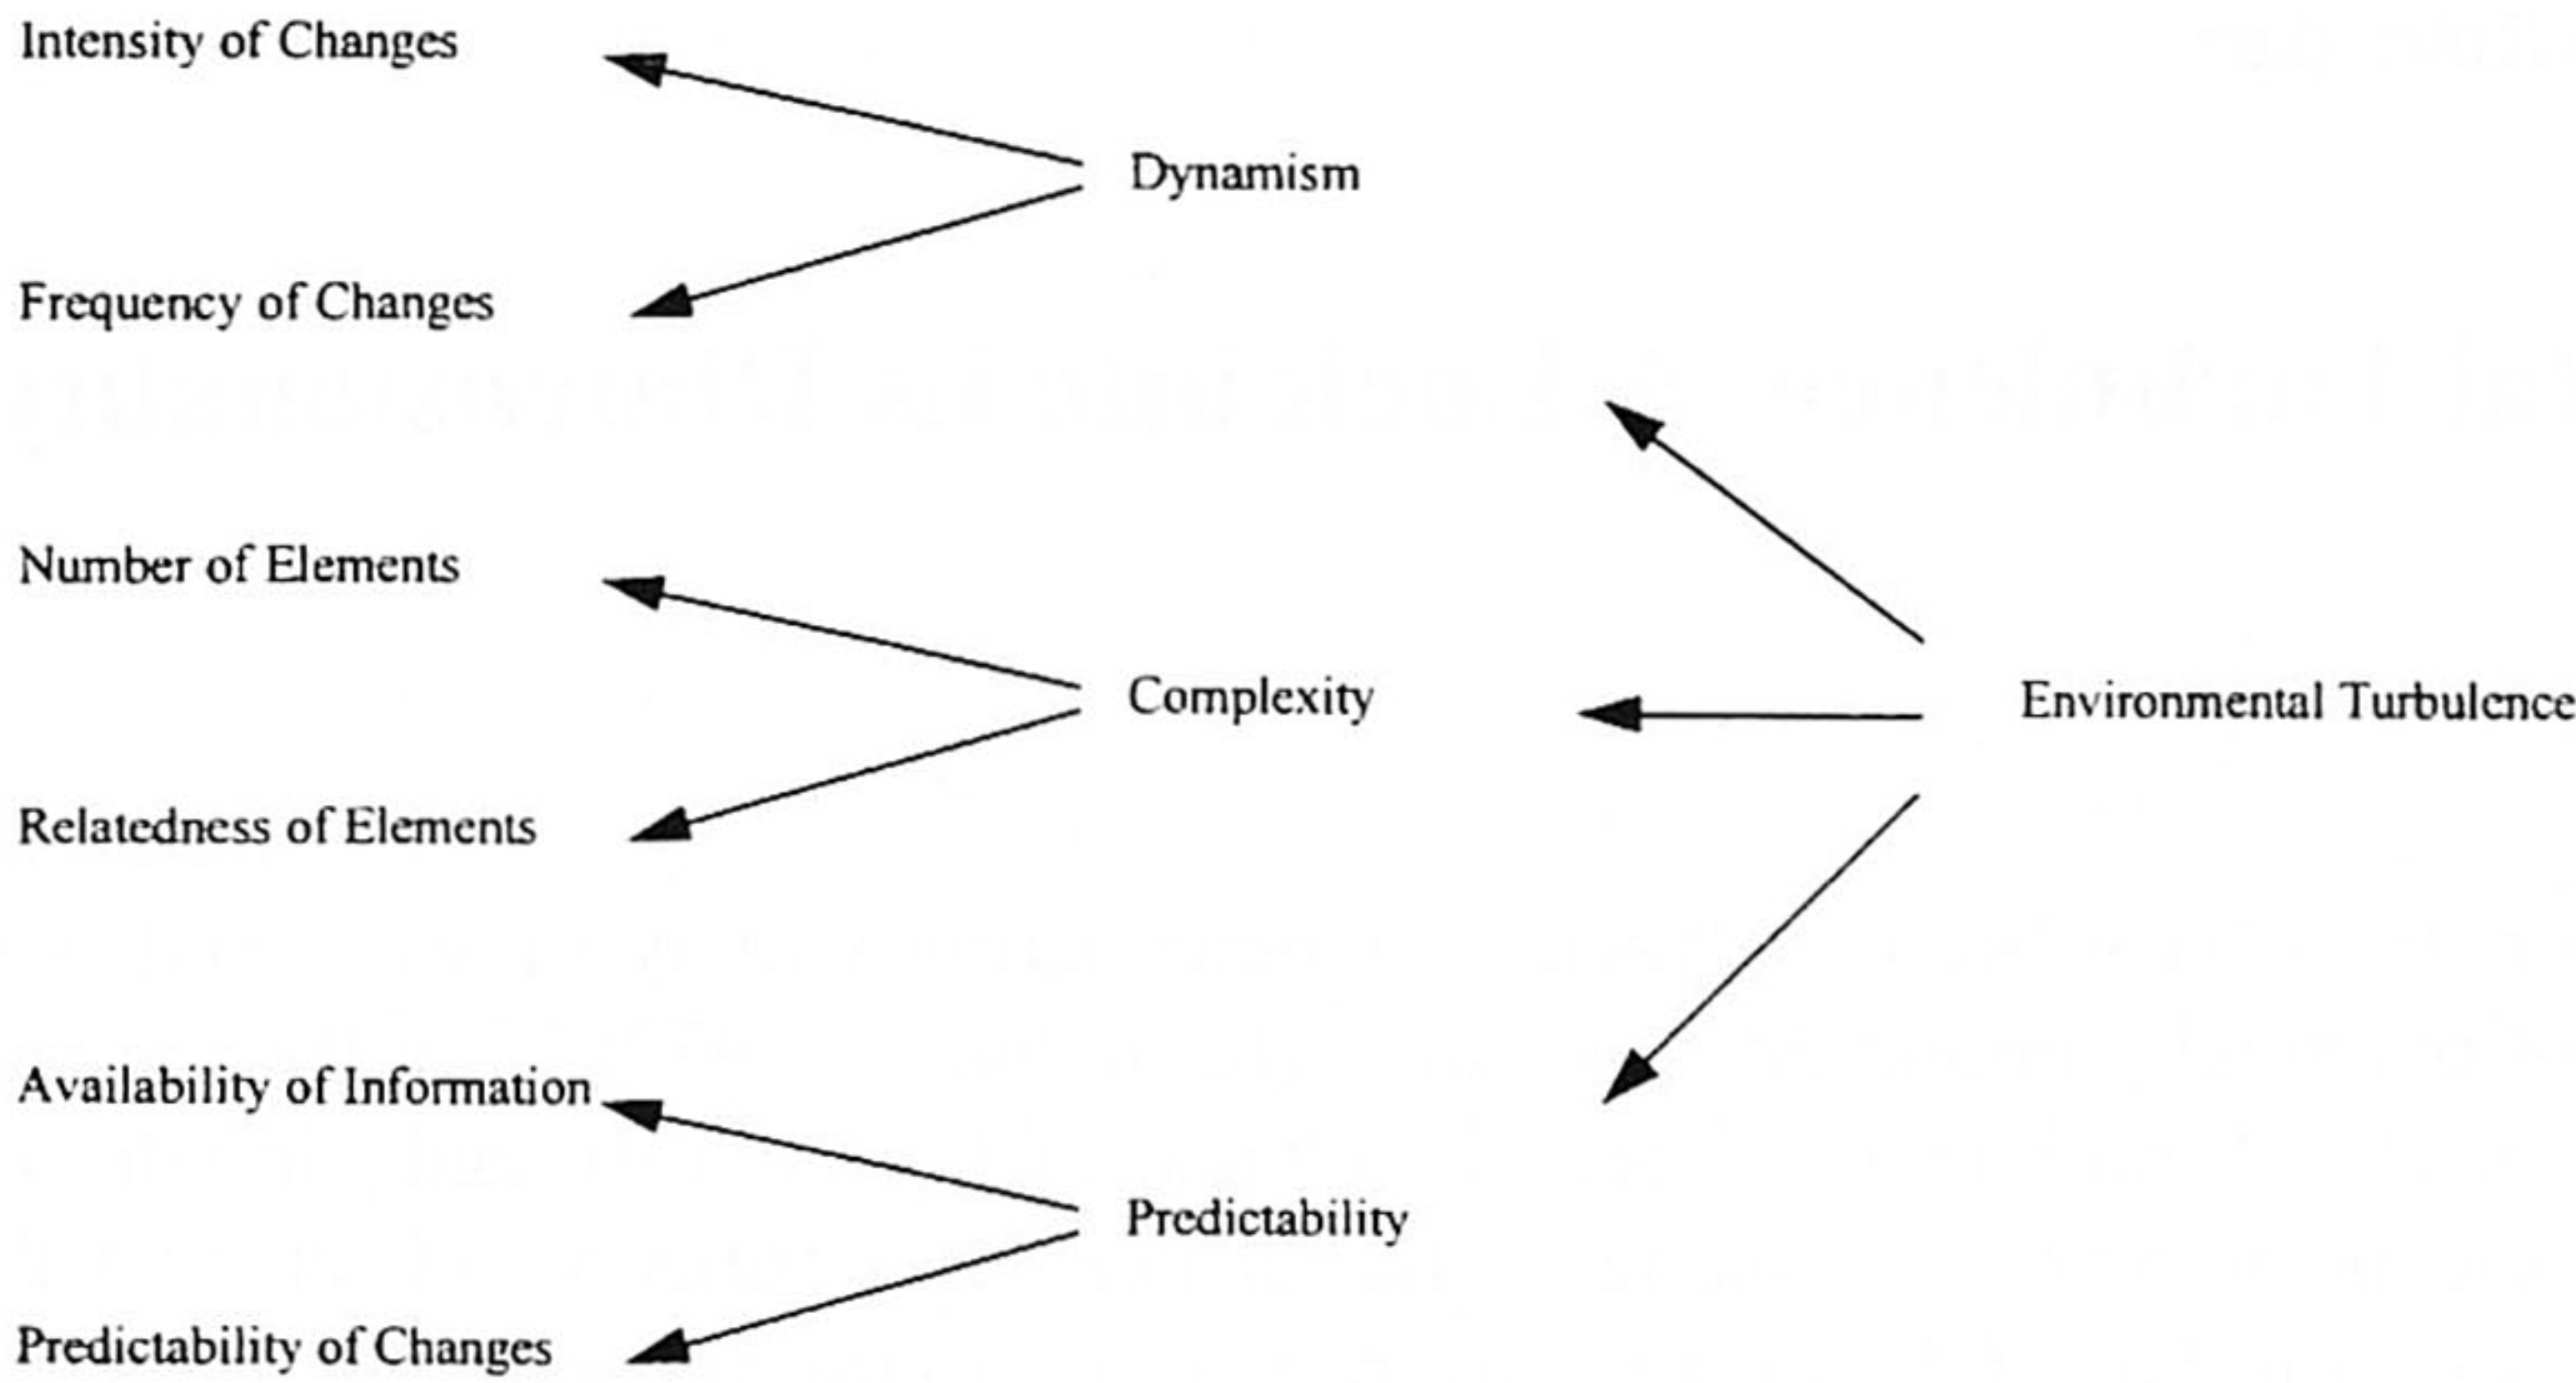 Intensity of Changes
Dynamism
Frequency of Changes
Number of Elements
Complexity
Environmental Turbulence
Relatedness of Elements
Availability of Information
Predictability
Predictability of Changes